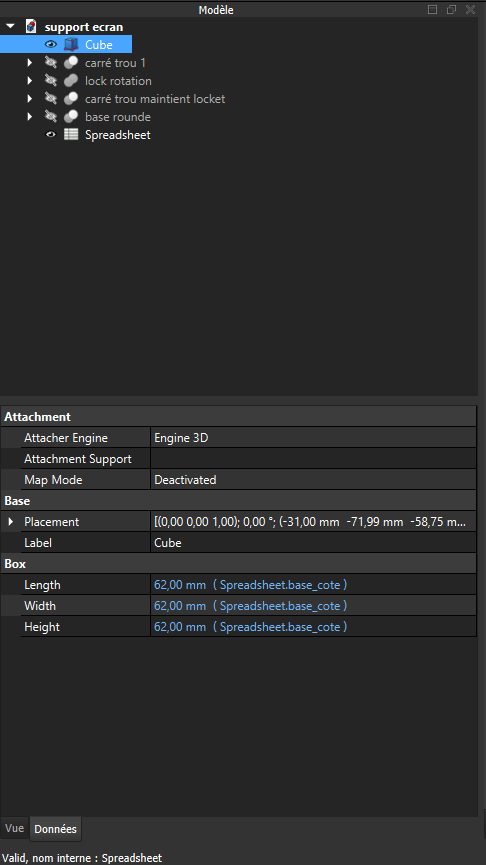 Modèle
support ecran
Cube
carré trou 1
lock rotation
carré trou maintient locket
base rounde
Spreadsheet
Attachment
Attacher Engine Engine 3D
Attachment Support
Map Mode Deactivated
Base
Placement [(0,00 0,00 1,00); 0,00 °; (-31,00 mm -71,99 mm -58,75 m...
Label Cube
Box
Length 62,00 mm ( Spreadsheet.base_cote )
Width 62,00 mm ( Spreadsheet.base_cote )
Height 62,00 mm ( Spreadsheet.base_cote )
Vue Données
Valid, nom interne : Spreadsheet